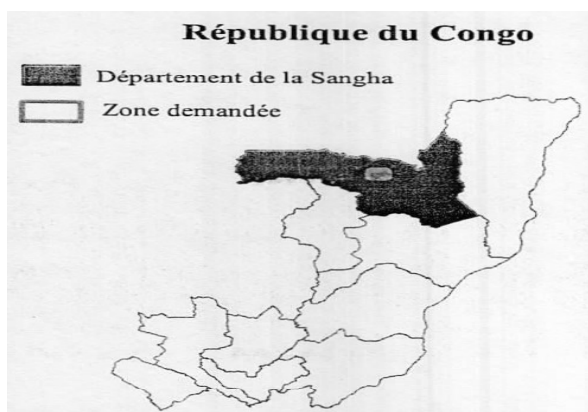 République du Congo
Département de la Sangha
Zone demandée